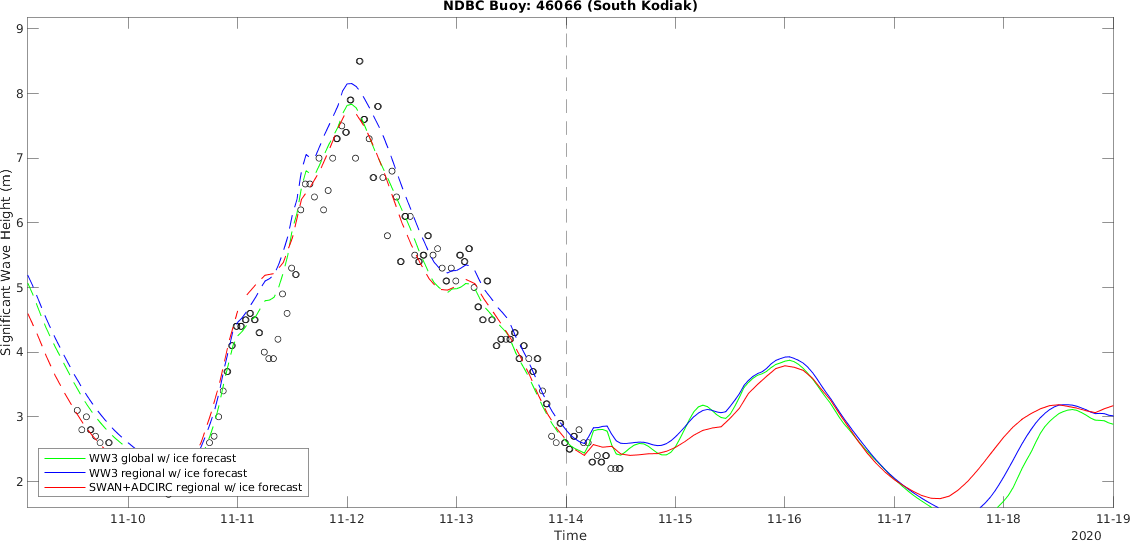 NDBC Buoy: 46066 (South Kodiak)
9
8
7
6
5
4
3
2
Significant Wave Height (m)
WW3 global w/ ice forecast
WW3 regional w/ ice forecast
SWAN+ADCIRC regional w/ ice forecast
11-10 11-11 11-12 11-13 11-14 11-15 11-16 11-17 11-18 11-19
Time
2020